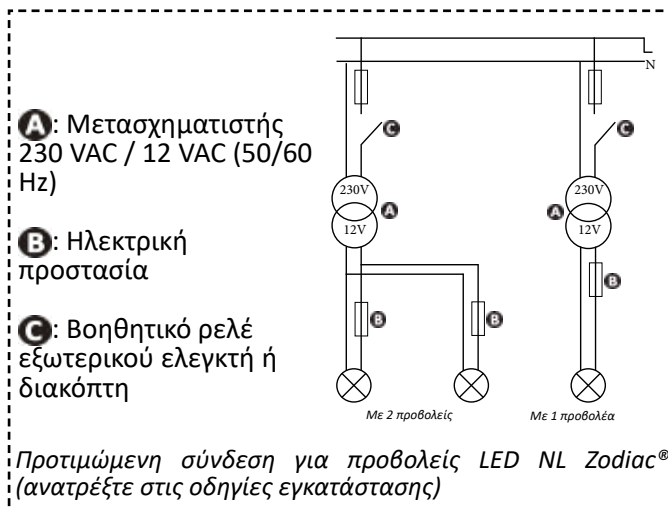 A: Μετασχηματιστής
230 VAC / 12 VAC (50/60
Hz)
B: Ηλεκτρική
προστασία
C: Βοηθητικό ρελέ
εξωτερικού ελεγκτή ή
διακόπτη
L
N
C
C
230V
A
12V
230V
A
12V
B
B
B
Με 2 προβολείς
Με 1 προβολέα
Προτιμώμενη σύνδεση για προβολείς LED NL Zodiac®
(ανατρέξτε στις οδηγίες εγκατάστασης)